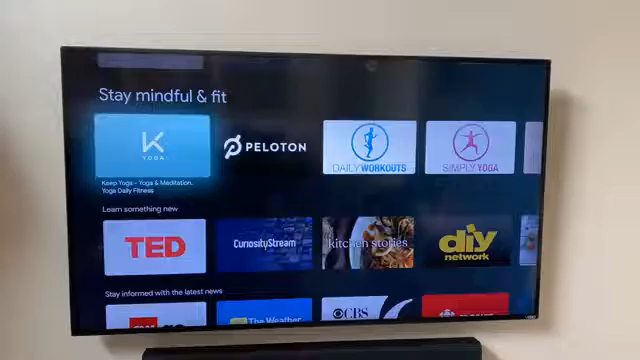 Stay mindful & fit
K
YOGA
PELOTON
DAILY WORKOUTS
SIMPLY YOGA
Keep Yoga - Yoga & Meditation,
Yoga Daily Fitness
Learn something new
TED
CuriosityStream
kitchen stories
diy
network
Stay informed with the latest news
The Weather
CBS